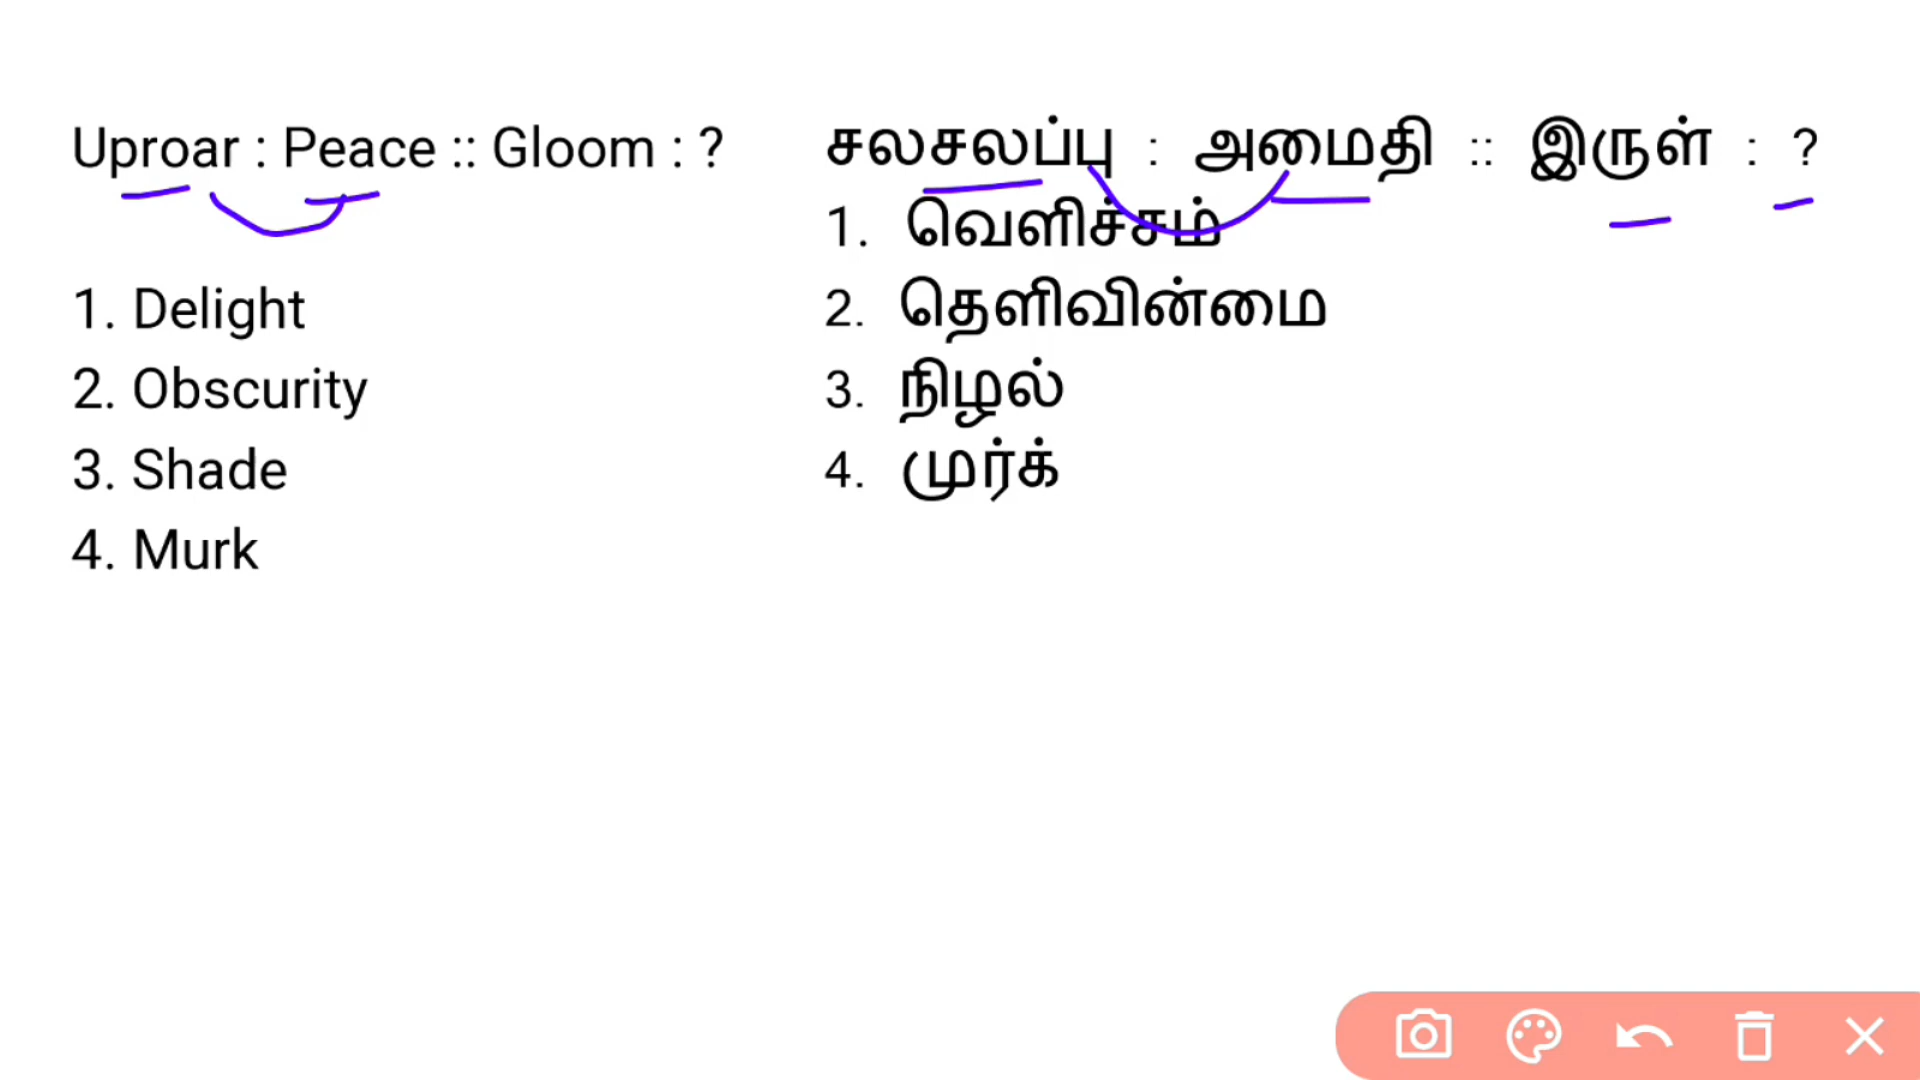 Uproar : Peace :: Gloom : ?
1. Delight
2. Obscurity
3. Shade
4. Murk
சலசலப்பு : அமைதி :: இருள் : ?
1. வெளிச்சம்
2. தெளிவின்மை
3. நிழல்
4. முர்க்